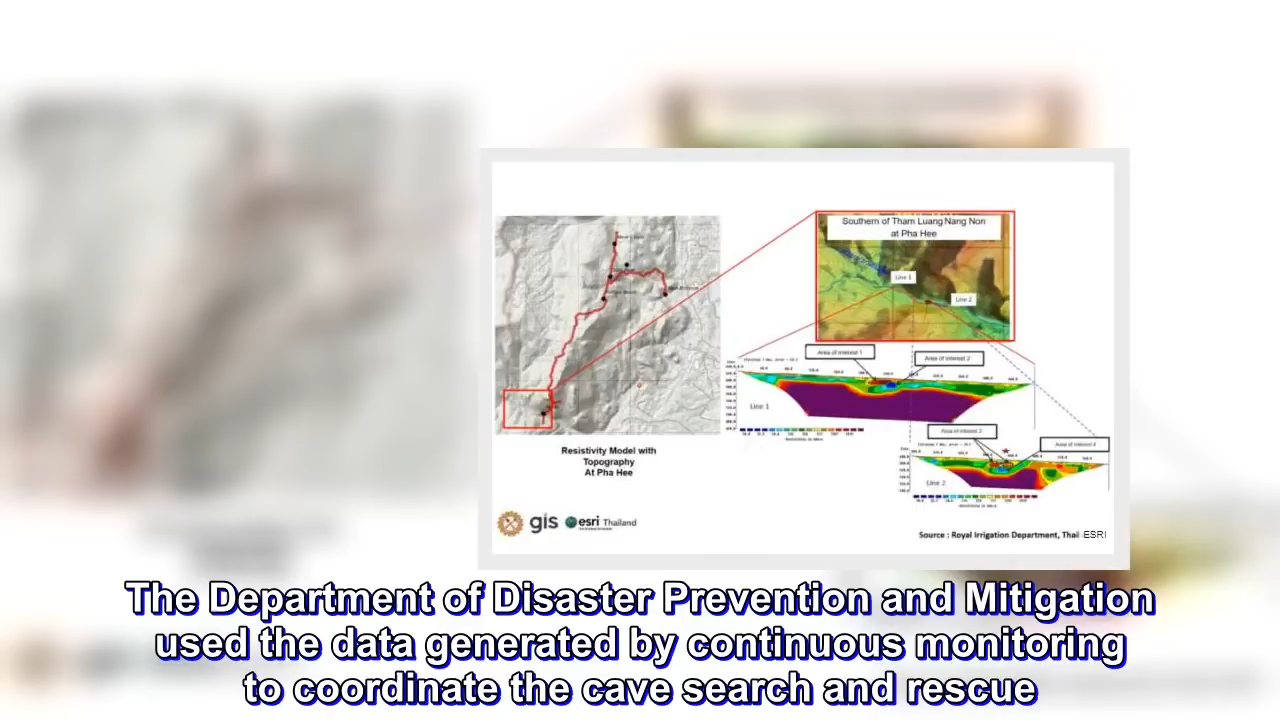 Southern of Tham Luang Nang Non
at Pha Hee
Line 1
Line 2
Area of Interest 1
Area of Interest 2
Line 1
Area of Interest 3
Area of Interest 4
Line 2
Resistivity Model with
Topography
At Pha Hee
gis esri Thailand
Source : Royal Irrigation Department, Thai ESRI
The Department of Disaster Prevention and Mitigation
used the data generated by continuous monitoring
to coordinate the cave search and rescue